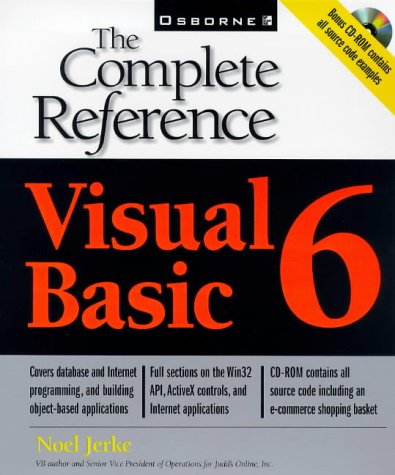 OSBORNE
Bonus CD-ROM contains
all source code examples
The
Complete
Reference
Visual
Basic
6
Covers database and Internet
programming, and building
object-based applications
Full sections on the Win32
API, ActiveX controls, and
Internet applications
CD-ROM contains all
source code including an
e-commerce shopping basket
Noel Jerke
VB author and Senior Vice President of Operations for Judd's Online, Inc.